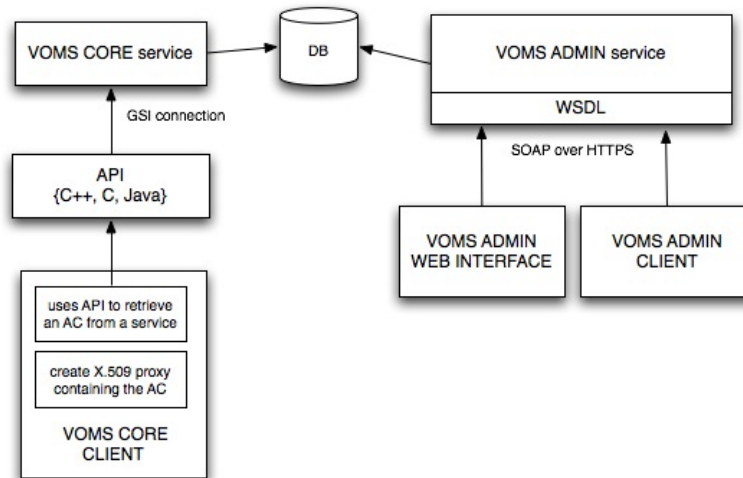 VOMS CORE service
DB
VOMS ADMIN service
WSDL
GSI connection
SOAP over HTTPS
API
{C++, C, Java}
VOMS ADMIN
WEB INTERFACE
VOMS ADMIN
CLIENT
uses API to retrieve
an AC from a service
create X.509 proxy
containing the AC
VOMS CORE
CLIENT